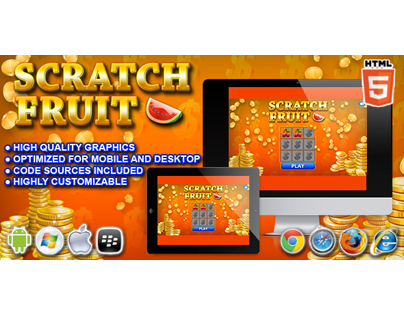 SCRATCH
FRUIT
HTML
5
• HIGH QUALITY GRAPHICS
• OPTIMIZED FOR MOBILE AND DESKTOP
• CODE SOURCES INCLUDED
• HIGHLY CUSTOMIZABLE
SCRATCH
FRUIT
PLAY
SCRATCH
FRUIT
PLAY